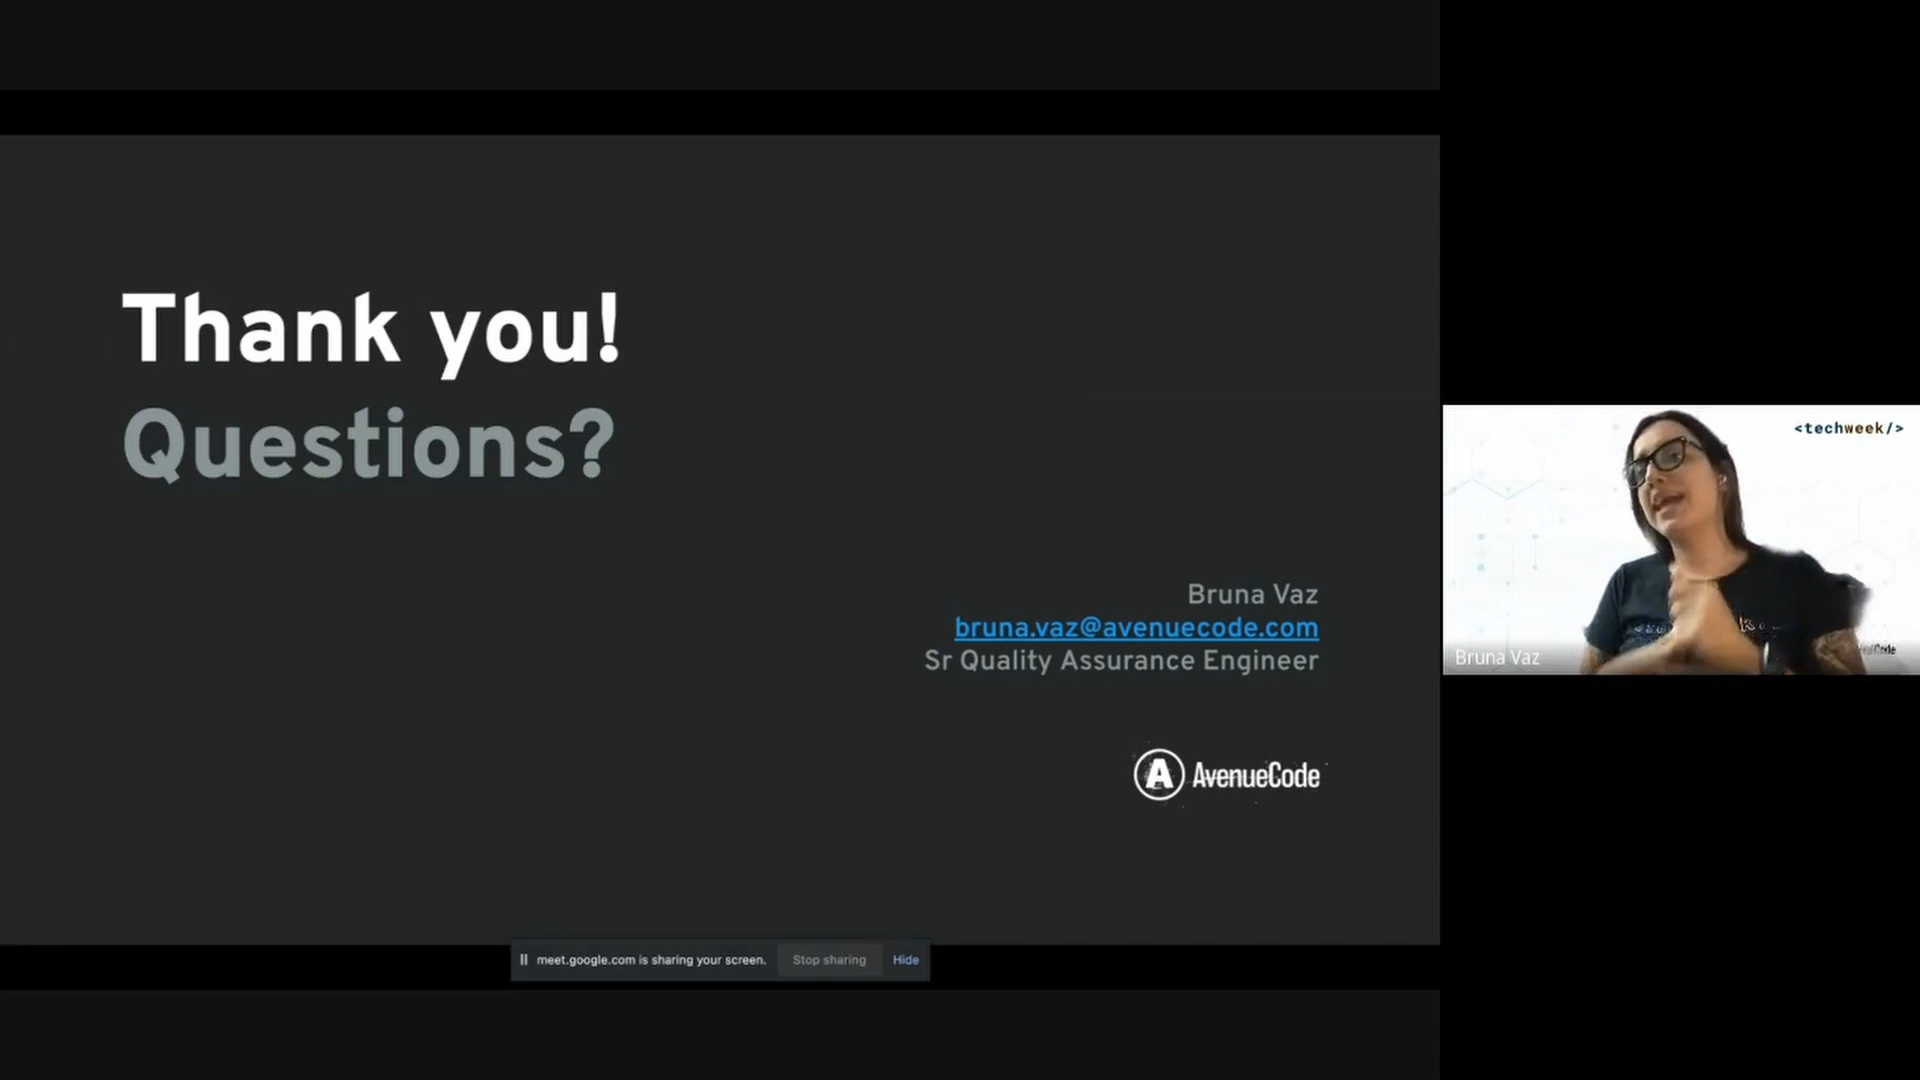 Thank you!
Questions?
Bruna Vaz
bruna.vaz@avenuecode.com
Sr Quality Assurance Engineer
A AvenueCode
meet.google.com is sharing your screen. Stop sharing Hide
<techweek/>
Bruna Vaz